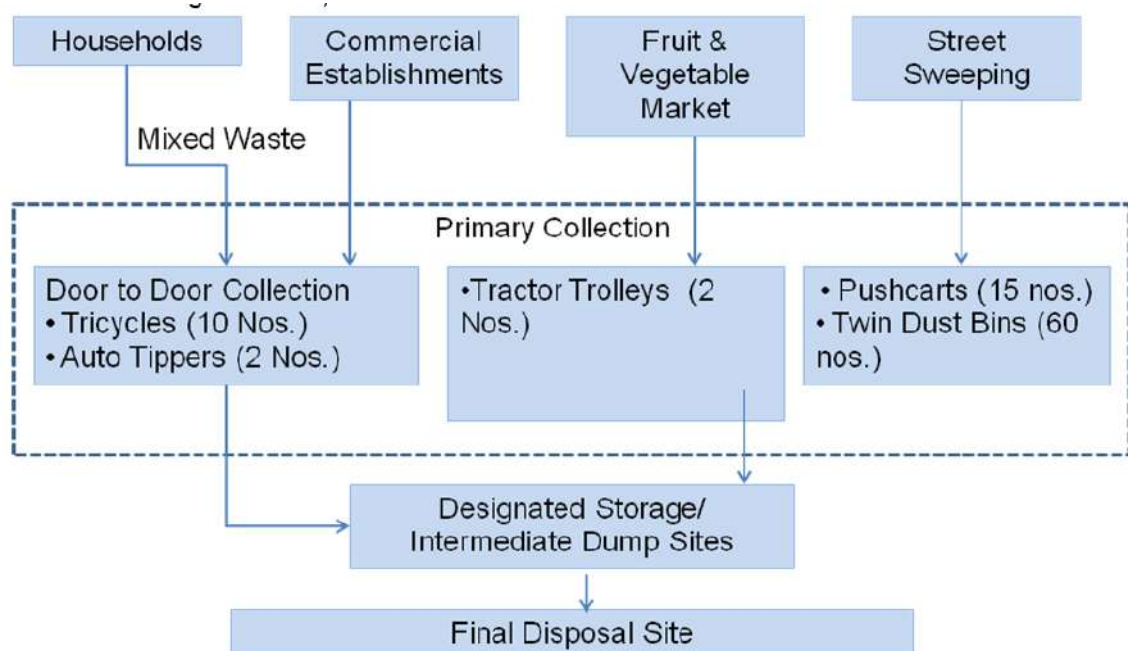 Households
Commercial
Establishments
Fruit &
Vegetable
Market
Street
Sweeping
Mixed Waste
Primary Collection
Door to Door Collection
• Tricycles (10 Nos.)
• Auto Tippers (2 Nos.)
•Tractor Trolleys (2
Nos.)
• Pushcarts (15 nos.)
• Twin Dust Bins (60
nos.)
Designated Storage/
Intermediate Dump Sites
Final Disposal Site